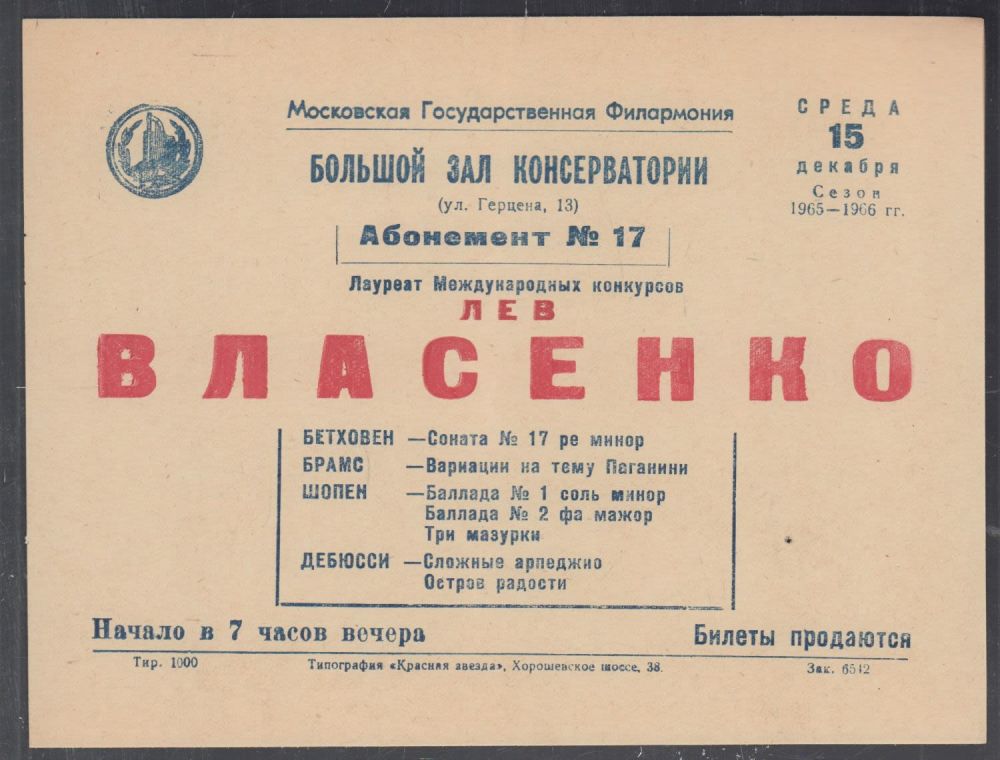 Московская Государственная Филармония
БОЛЬШОЙ ЗАЛ КОНСЕРВАТОРИИ
(ул. Герцена, 13)
Абонемент № 17
СРЕДА
15
декабря
Сезон
1965—1966 гг.
Лауреат Международных конкурсов
ЛЕВ
ВЛАСЕНКО
БЕТХОВЕН —Соната № 17 ре минор
БРАМС —Вариации на тему Паганини
ШОПЕН —Баллада № 1 соль минор
Баллада № 2 фа мажор
Три мазурки
ДЕБЮССИ —Сложные арпеджио
Остров радости
Начало в 7 часов вечера
Билеты продаются
Тир. 1000
Типография «Красная звезда», Хорошевское шоссе, 38.
Зак. 6542